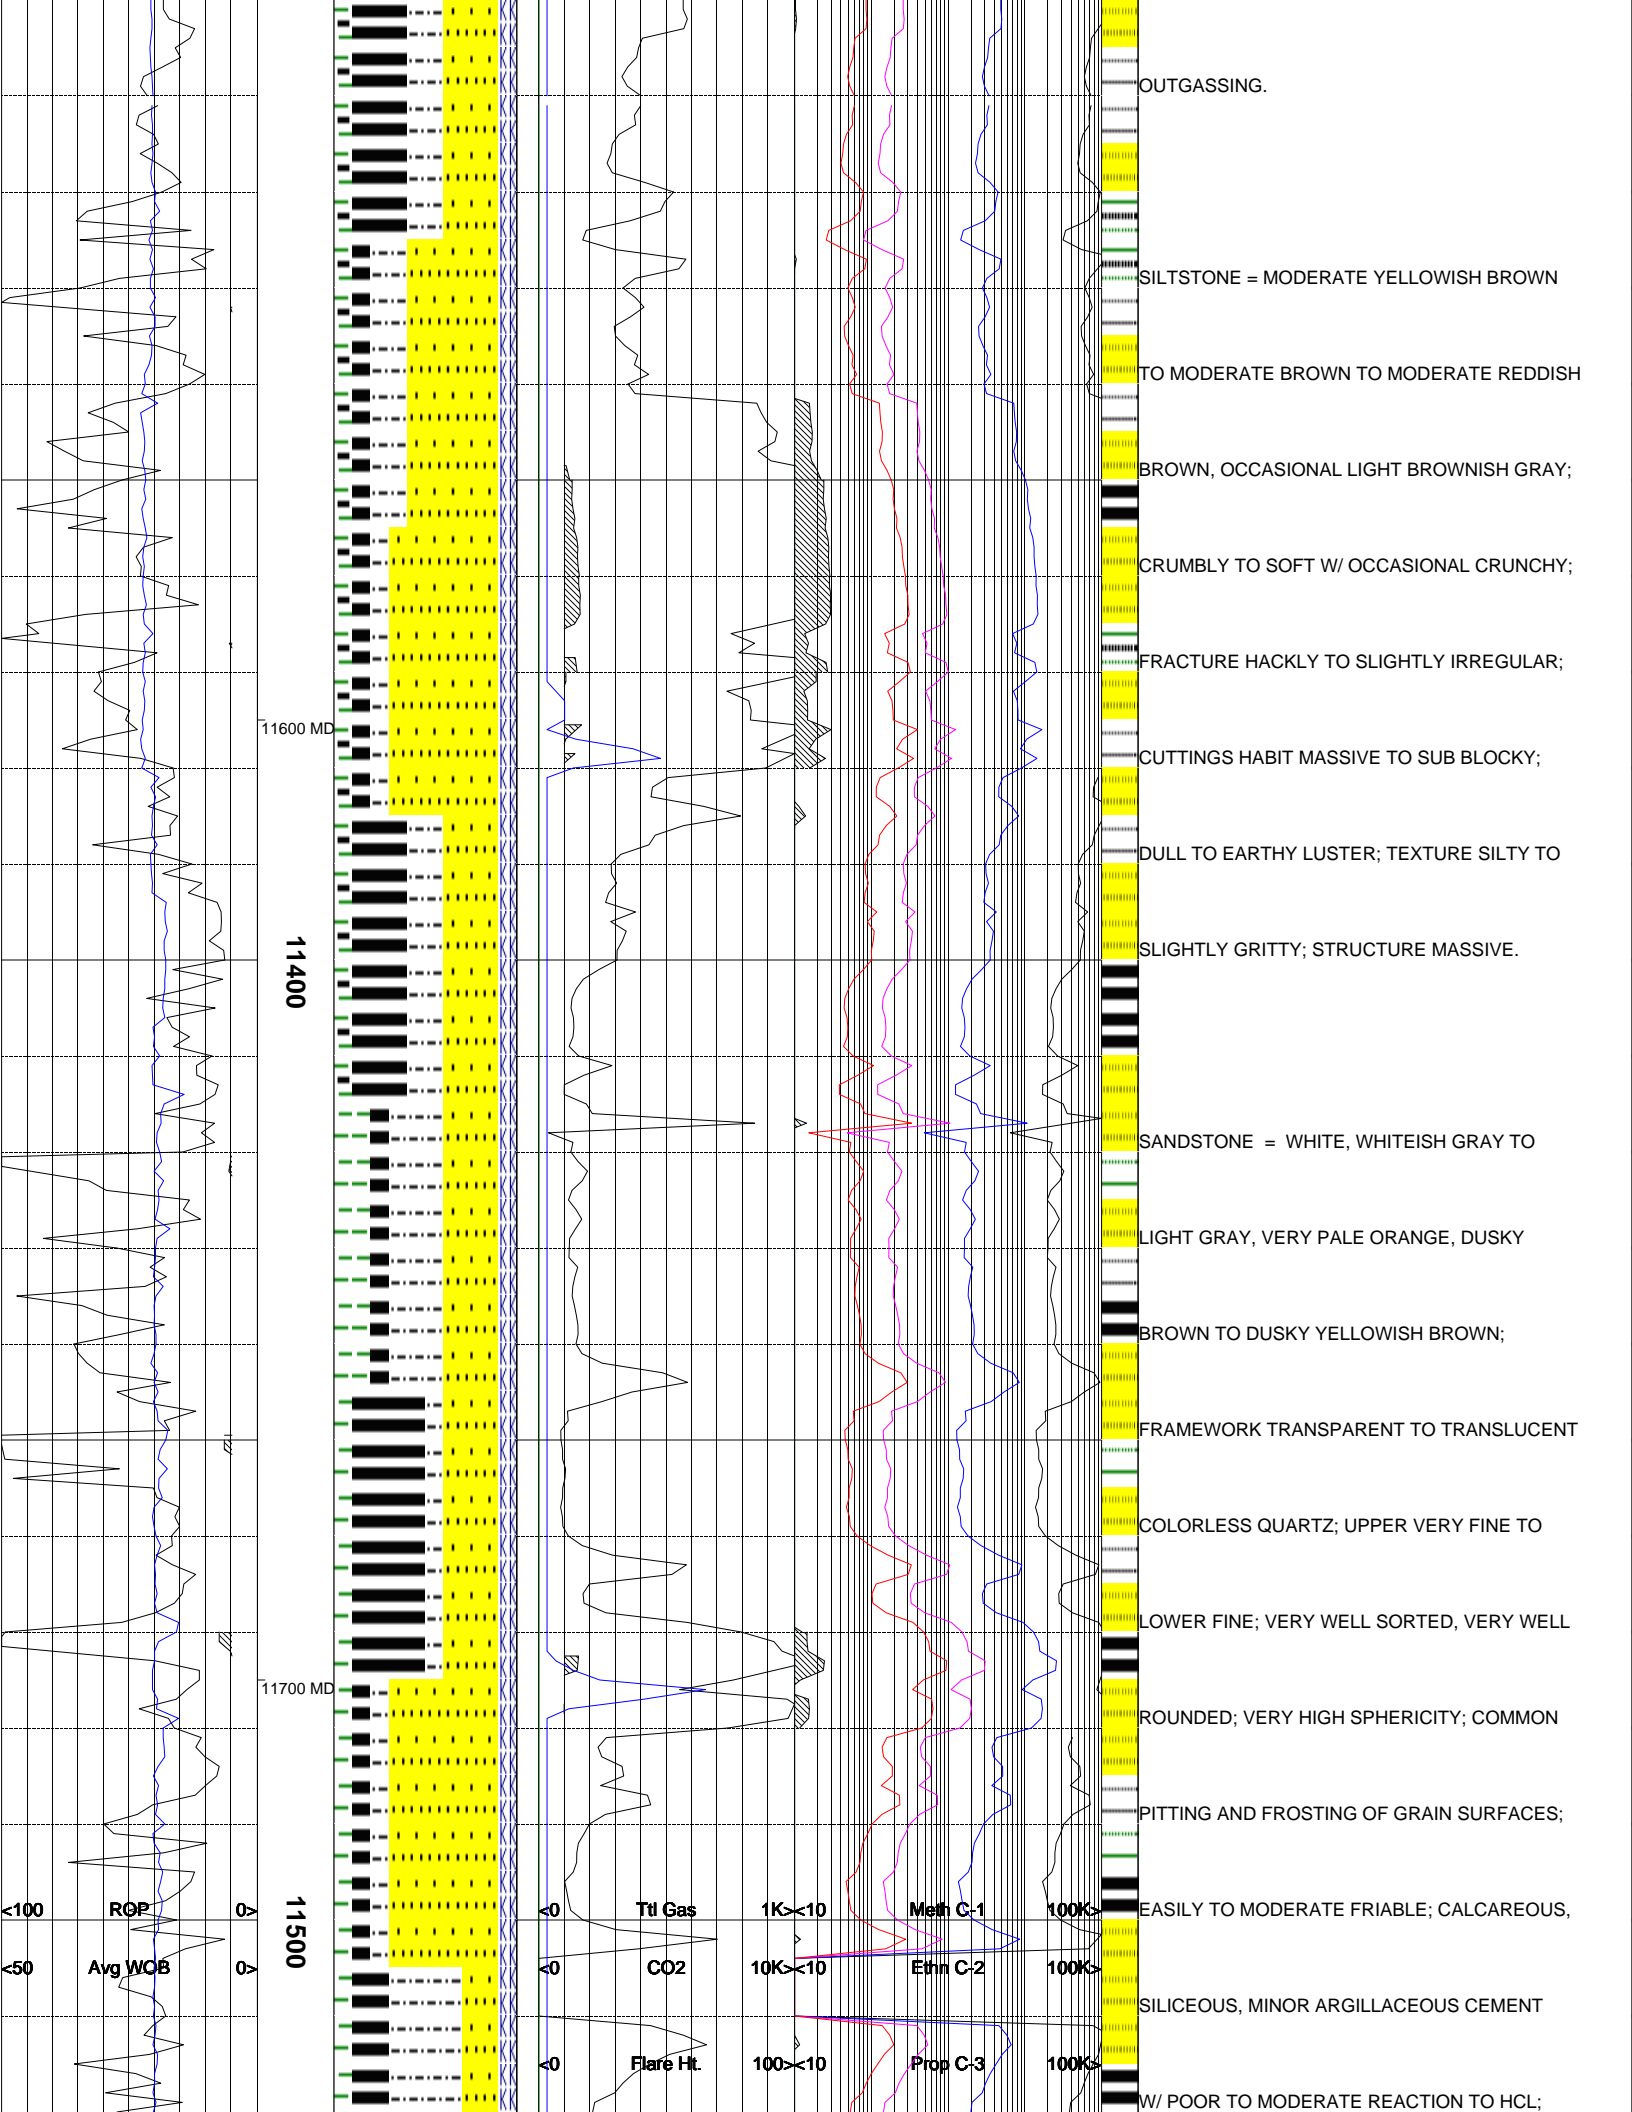 OUTGASSING.
SILTSTONE = MODERATE YELLOWISH BROWN
TO MODERATE BROWN TO MODERATE REDDISH
BROWN, OCCASIONAL LIGHT BROWNISH GRAY;
CRUMBLY TO SOFT W/ OCCASIONAL CRUNCHY;
FRACTURE HACKLY TO SLIGHTLY IRREGULAR;
11600 MD
CUTTINGS HABIT MASSIVE TO SUB BLOCKY;
DULL TO EARTHY LUSTER; TEXTURE SILTY TO
11400
SLIGHTLY GRITTY; STRUCTURE MASSIVE.
SANDSTONE = WHITE, WHITEISH GRAY TO
LIGHT GRAY, VERY PALE ORANGE, DUSKY
BROWN TO DUSKY YELLOWISH BROWN;
FRAMEWORK TRANSPARENT TO TRANSLUCENT
COLORLESS QUARTZ; UPPER VERY FINE TO
LOWER FINE; VERY WELL SORTED, VERY WELL
11700 MD
ROUNDED; VERY HIGH SPHERICITY; COMMON
PITTING AND FROSTING OF GRAIN SURFACES;
<100 ROP 0> <0 Ttl Gas 1K> <10 Meth C-1 100K>
EASILY TO MODERATE FRIABLE; CALCAREOUS,
11500
<50 Avg WOB 0> <0 CO2 10K> <10 Ethn C-2 100K>
SILICEOUS, MINOR ARGILLACEOUS CEMENT
<0 Flare Ht. 100> <10 Prop C-3 100K>
W/ POOR TO MODERATE REACTION TO HCL;